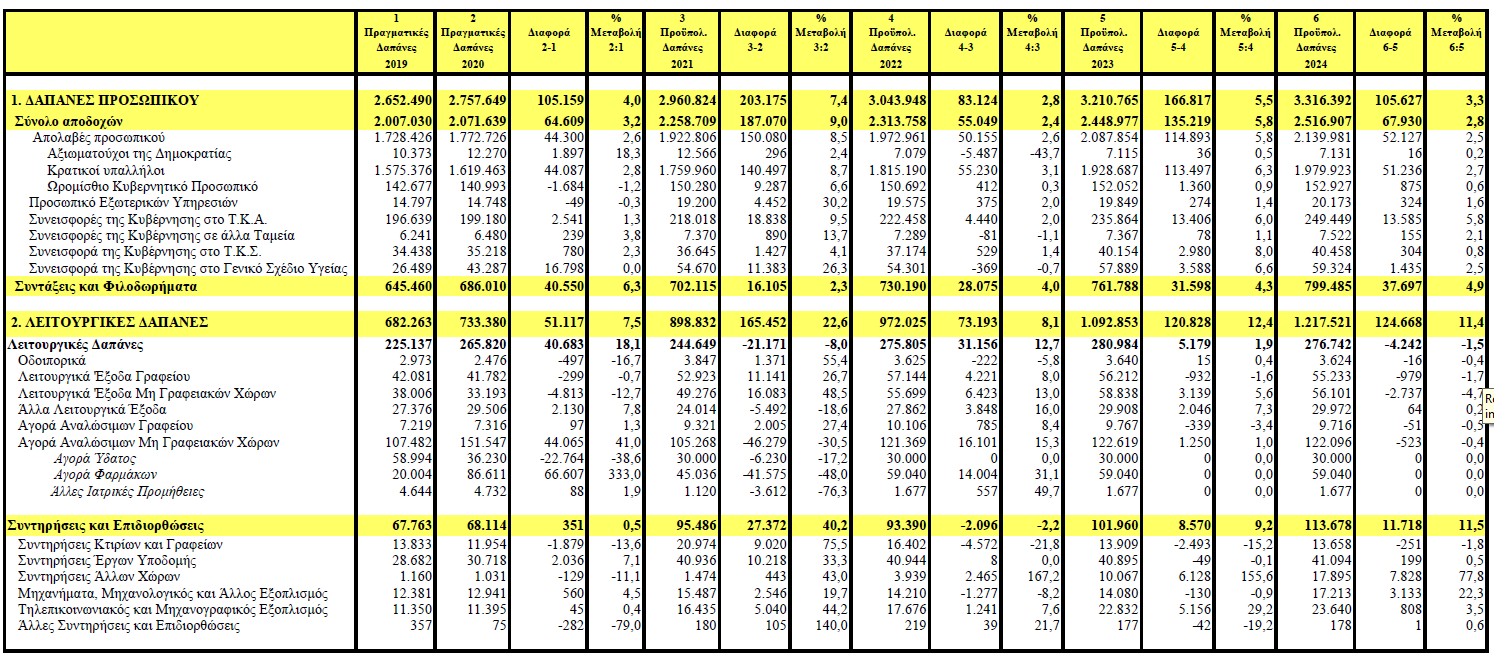 1 2 % 3 % 4 % 5 % 6 %
Πραγματικές Πραγματικές Διαφορά Μεταβολή Προϋπολ. Διαφορά Μεταβολή Προϋπολ. Διαφορά Μεταβολή Προϋπολ. Διαφορά Μεταβολή Προϋπολ. Διαφορά Μεταβολή
Δαπάνες Δαπάνες 2-1 2:1 Δαπάνες 3-2 3:2 Δαπάνες 4-3 4:3 Δαπάνες 5-4 5:4 Δαπάνες 6-5 6:5
2019 2020 2021 2022 2023 2024
1. ΔΑΠΑΝΕΣ ΠΡΟΣΩΠΙΚΟΥ 2.652.490 2.757.649 105.159 4,0 2.960.824 203.175 7,4 3.043.948 83.124 2,8 3.210.765 166.817 5,5 3.316.392 105.627 3,3
Σύνολο αποδοχών 2.007.030 2.071.639 64.609 3,2 2.258.709 187.070 9,0 2.313.758 55.049 2,4 2.448.977 135.219 5,8 2.516.907 67.930 2,8
Απολαβές προσωπικού 1.728.426 1.772.726 44.300 2,6 1.922.806 150.080 8,5 1.972.961 50.155 2,6 2.087.854 114.893 5,8 2.139.981 52.127 2,5
Αξιωματούχοι της Δημοκρατίας 10.373 12.270 1.897 18,3 12.566 296 2,4 7.079 -5.487 -43,7 7.115 36 0,5 7.131 16 0,2
Κρατικοί υπαλλήλοι 1.575.376 1.619.463 44.087 2,8 1.759.960 140.497 8,7 1.815.190 55.230 3,1 1.928.687 113.497 6,3 1.979.923 51.236 2,7
Ωρομίσθιο Κυβερνητικό Προσωπικό 142.677 140.993 -1.684 -1,2 150.280 9.287 6,6 150.692 412 0,3 152.052 1.360 0,9 152.927 875 0,6
Προσωπικό Εξωτερικών Υπηρεσιών 14.797 14.748 -49 -0,3 19.200 4.452 30,2 19.575 375 2,0 19.849 274 1,4 20.173 324 1,6
Συνεισφορές της Κυβέρνησης στο Τ.Κ.Α. 196.639 199.180 2.541 1,3 218.018 18.838 9,5 222.458 4.440 2,0 235.864 13.406 6,0 249.449 13.585 5,8
Συνεισφορές της Κυβέρνησης σε άλλα Ταμεία 6.241 6.480 239 3,8 7.370 890 13,7 7.289 -81 -1,1 7.367 78 1,1 7.522 155 2,1
Συνεισφορά της Κυβέρνησης στο Τ.Κ.Σ. 34.438 35.218 780 2,3 36.645 1.427 4,1 37.174 529 1,4 40.154 2.980 8,0 40.458 304 0,8
Συνεισφορά της Κυβέρνησης στο Γενικό Σχέδιο Υγείας 26.489 43.287 16.798 0,0 54.670 11.383 26,3 54.301 -369 -0,7 57.889 3.588 6,6 59.324 1.435 2,5
Συντάξεις και Φιλοδωρήματα 645.460 686.010 40.550 6,3 702.115 16.105 2,3 730.190 28.075 4,0 761.788 31.598 4,3 799.485 37.697 4,9
2. ΛΕΙΤΟΥΡΓΙΚΕΣ ΔΑΠΑΝΕΣ 682.263 733.380 51.117 7,5 898.832 165.452 22,6 972.025 73.193 8,1 1.092.853 120.828 12,4 1.217.521 124.668 11,4
Λειτουργικές Δαπάνες 225.137 265.820 40.683 18,1 244.649 -21.171 -8,0 275.805 31.156 12,7 280.984 5.179 1,9 276.742 -4.242 -1,5
Οδοιπορικά 2.973 2.476 -497 -16,7 3.847 1.371 55,4 3.625 -222 -5,8 3.640 15 0,4 3.624 -16 -0,4
Λειτουργικά Έξοδα Γραφείου 42.081 41.782 -299 -0,7 52.923 11.141 26,7 57.144 4.221 8,0 56.212 -932 -1,6 55.233 -979 -1,7
Λειτουργικά Έξοδα Μη Γραφειακών Χώρων 38.006 33.193 -4.813 -12,7 49.276 16.083 48,5 55.699 6.423 13,0 58.838 3.139 5,6 56.101 -2.737 -4,7
Άλλα Λειτουργικά Έξοδα 27.376 29.506 2.130 7,8 24.014 -5.492 -18,6 27.862 3.848 16,0 29.908 2.046 7,3 29.972 64 0,2
Αγορά Αναλώσιμων Γραφείου 7.219 7.316 97 1,3 9.321 2.005 27,4 10.106 785 8,4 9.767 -339 -3,4 9.716 -51 -0,5
Αγορά Αναλώσιμων Μη Γραφειακών Χώρων 107.482 151.547 44.065 41,0 105.268 -46.279 -30,5 121.369 16.101 15,3 122.619 1.250 1,0 122.096 -523 -0,4
Αγορά Ύδατος 58.994 36.230 -22.764 -38,6 30.000 -6.230 -17,2 30.000 0 0,0 30.000 0 0,0 30.000 0 0,0
Αγορά Φαρμάκων 20.004 86.611 66.607 333,0 45.036 -41.575 -48,0 59.040 14.004 31,1 59.040 0 0,0 59.040 0 0,0
Άλλες Ιατρικές Προμήθειες 4.644 4.732 88 1,9 1.120 -3.612 -76,3 1.677 557 49,7 1.677 0 0,0 1.677 0 0,0
Συντηρήσεις και Επιδιορθώσεις 67.763 68.114 351 0,5 95.486 27.372 40,2 93.390 -2.096 -2,2 101.960 8.570 9,2 113.678 11.718 11,5
Συντηρήσεις Κτιρίων και Γραφείων 13.833 11.954 -1.879 -13,6 20.974 9.020 75,5 16.402 -4.572 -21,8 13.909 -2.493 -15,2 13.658 -251 -1,8
Συντηρήσεις Έργων Υποδομής 28.682 30.718 2.036 7,1 40.936 10.218 33,3 40.944 8 0,0 40.895 -49 -0,1 41.094 199 0,5
Συντηρήσεις Άλλων Χώρων 1.160 1.031 -129 -11,1 1.474 443 43,0 3.939 2.465 167,2 10.067 6.128 155,6 17.895 7.828 77,8
Μηχανήματα, Μηχανολογικός και Άλλος Εξοπλισμός 12.381 12.941 560 4,5 15.487 2.546 19,7 14.210 -1.277 -8,2 14.080 -130 -0,9 17.213 3.133 22,3
Τηλεπικοινωνιακός και Μηχανογραφικός Εξοπλισμός 11.350 11.395 45 0,4 16.435 5.040 44,2 17.676 1.241 7,6 22.832 5.156 29,2 23.640 808 3,5
Άλλες Συντηρήσεις και Επιδιορθώσεις 357 75 -282 -79,0 180 105 140,0 219 39 21,7 177 -42 -19,2 178 1 0,6